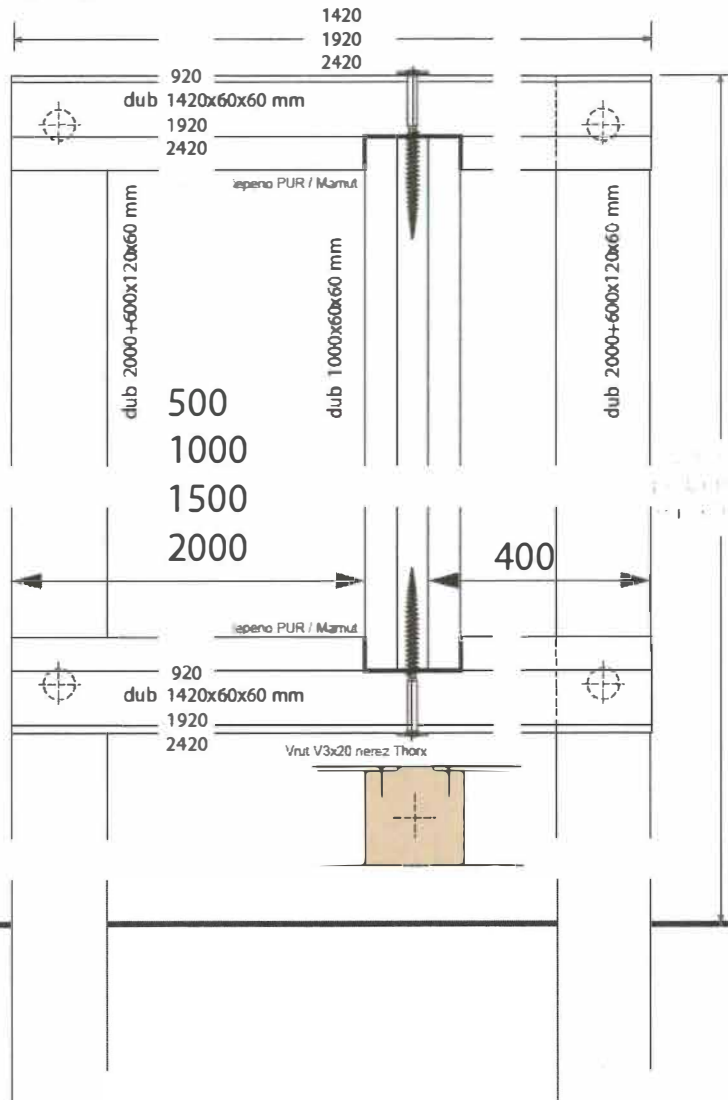 1420
1920
2420
920
dub 1420x60x60 mm
1920
2420
lepeno PUR / Mamut
dub 2000+600x120x60 mm
dub 1000x60x60 mm
dub 2000+600x120x60 mm
500
1000
1500
2000
400
lepeno PUR / Mamut
920
dub 1420x60x60 mm
1920
2420
Vrut V3x20 nerez Thorx